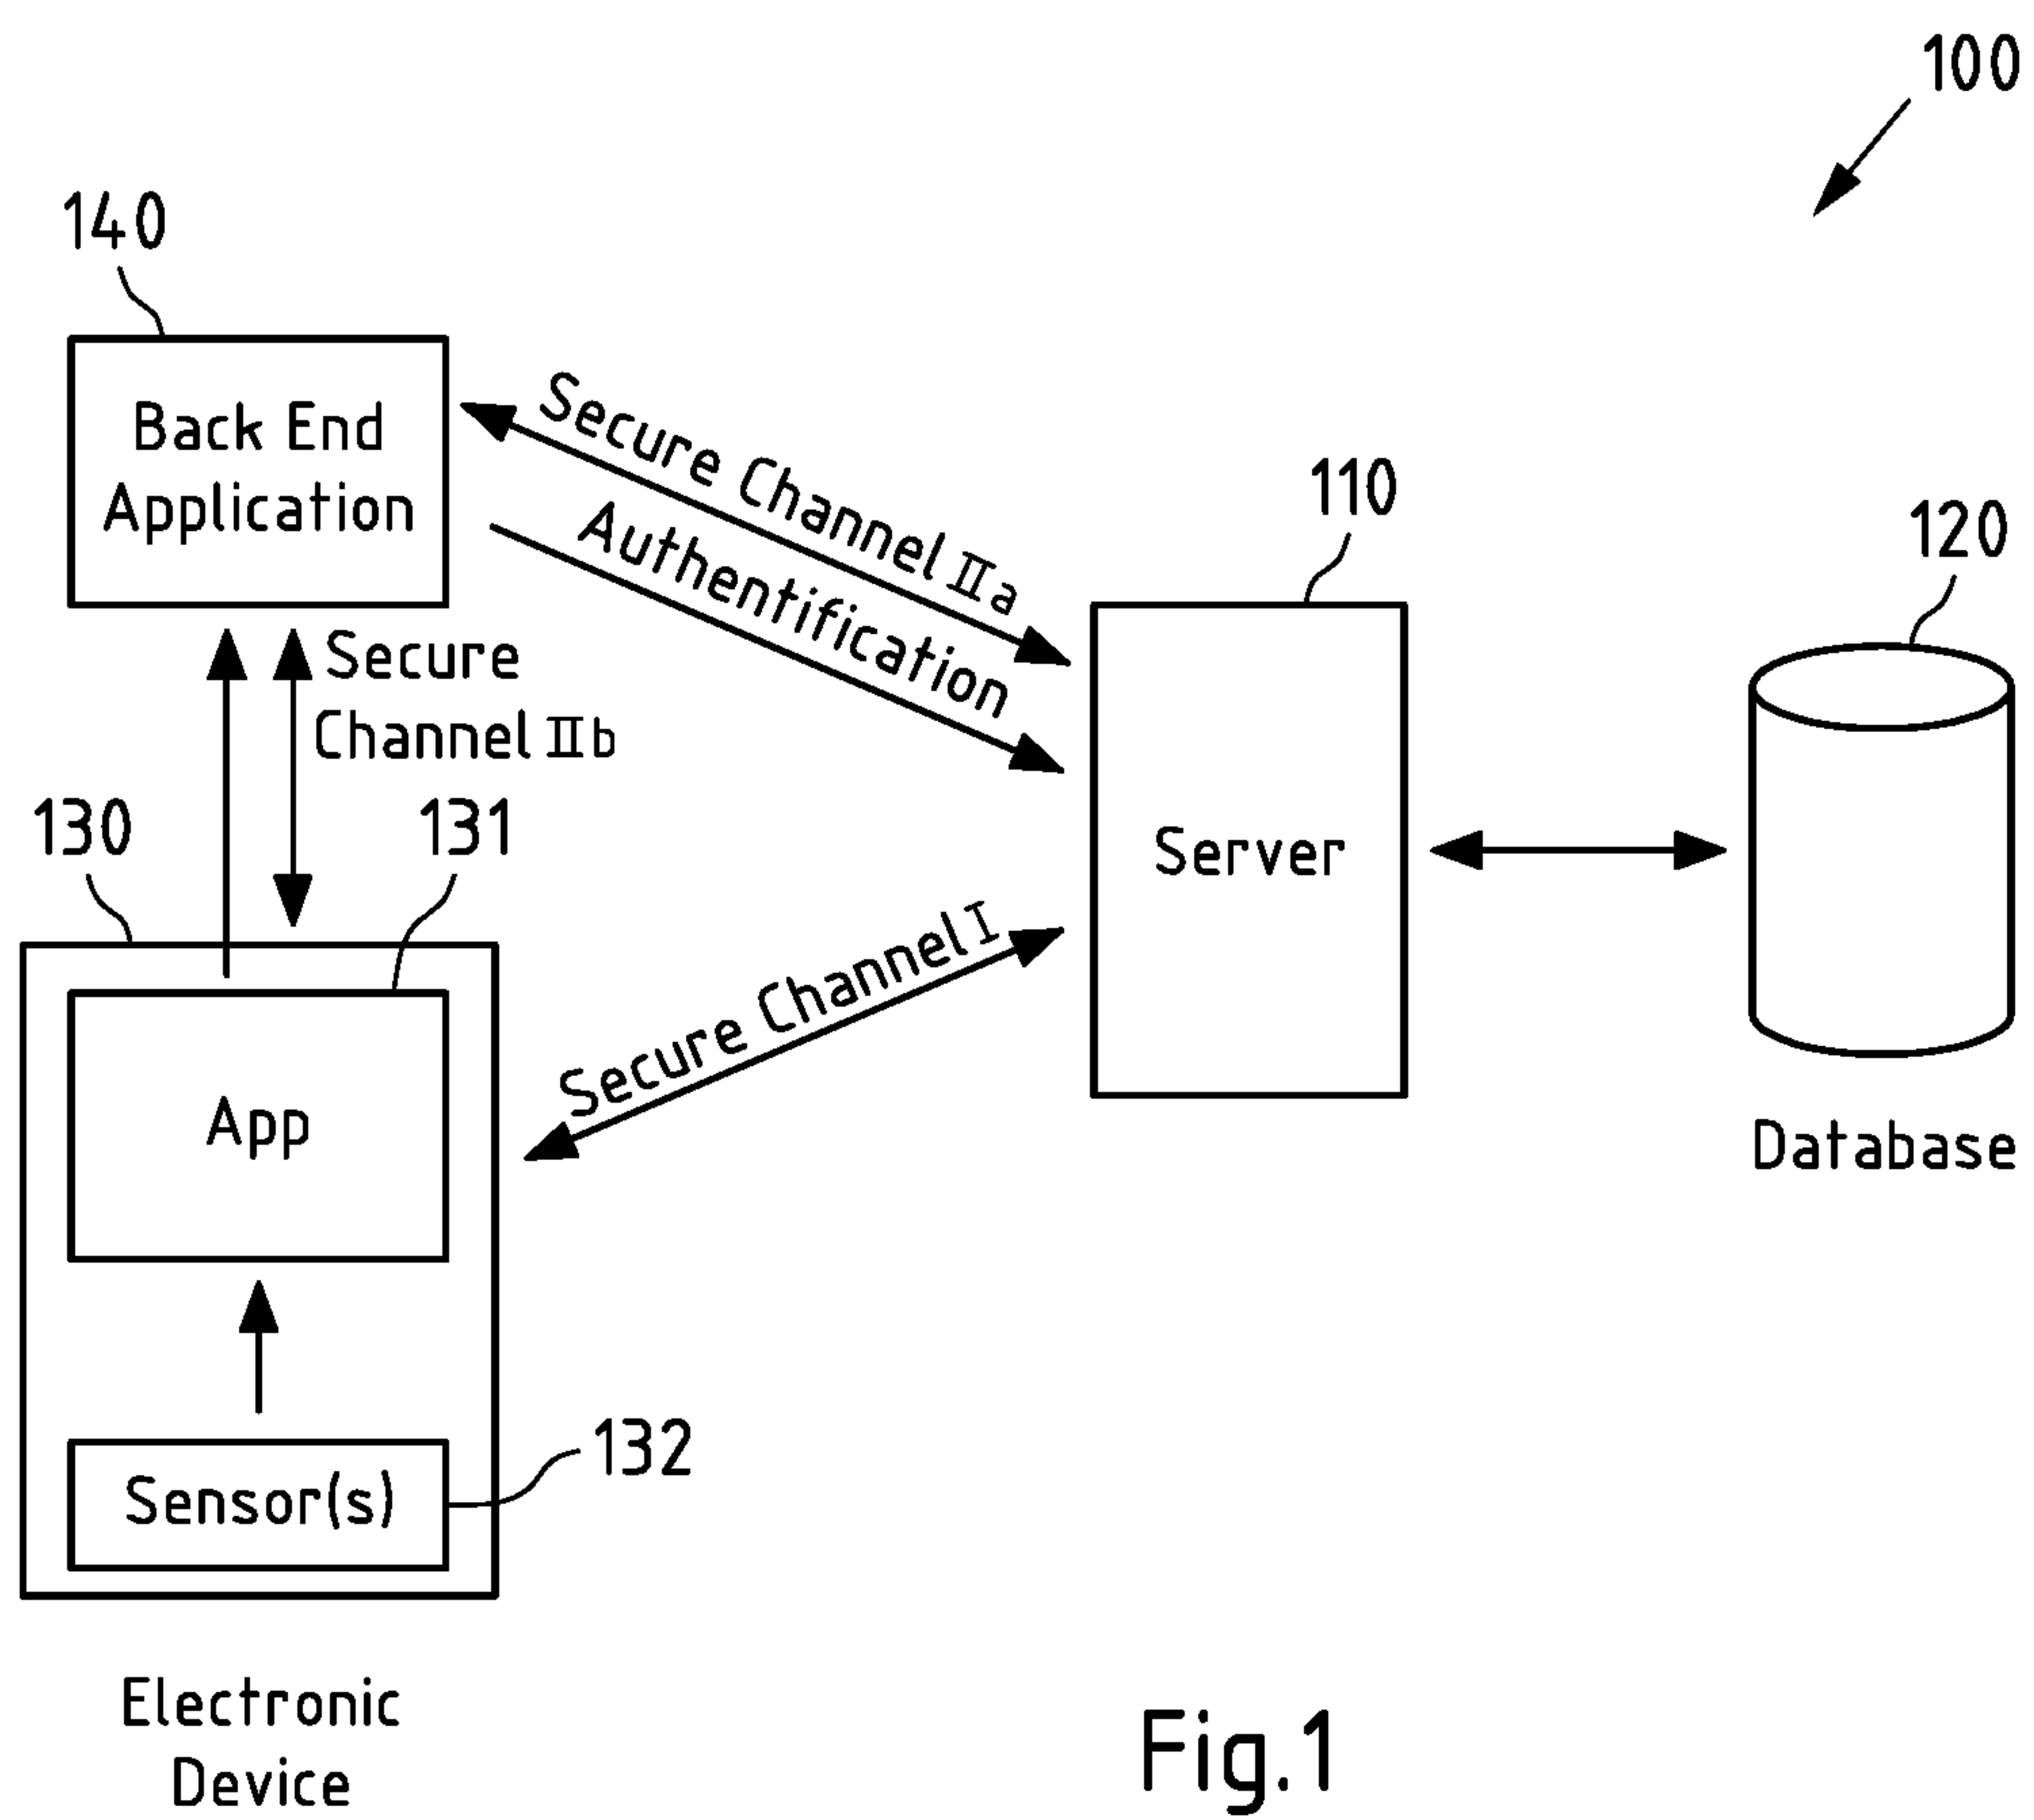 100
140
Back End
Application
Secure Channel IIa
Authentification
110
120
Secure
Channel IIb
130
131
Server
Secure Channel I
App
Database
132
Sensor(s)
Electronic
Device
Fig.1